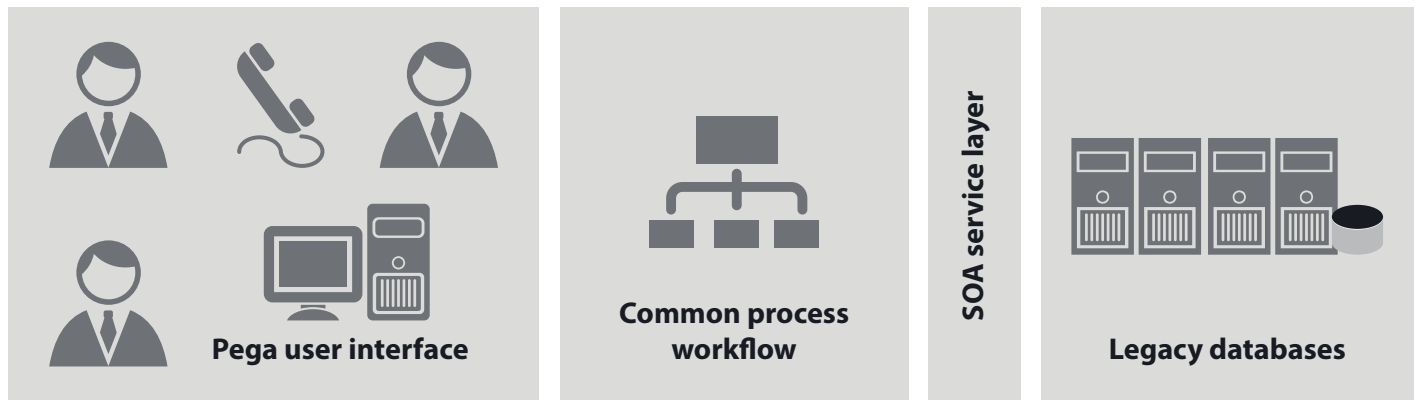 Pega user interface
Common process
workflow
SOA service layer
Legacy databases